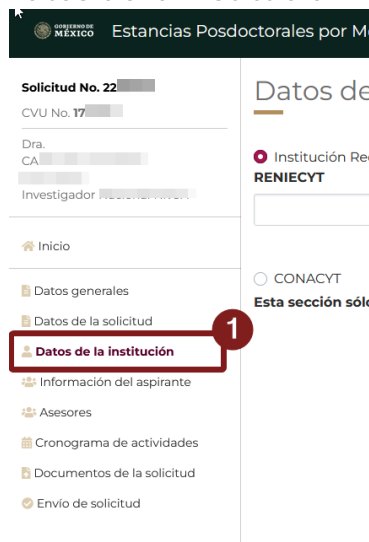 GOBIERNO DE
MÉXICO
Estancias Posdoctorales por M
Solicitud No. 22
CVU No. 17
Dra.
CA
Investigador
Inicio
Datos generales
Datos de la solicitud
Datos de la institución
1
Información del aspirante
Asesores
Cronograma de actividades
Documentos de la solicitud
Envío de solicitud
Datos de
Institución Re
RENIECYT
CONACYT
Esta sección sól